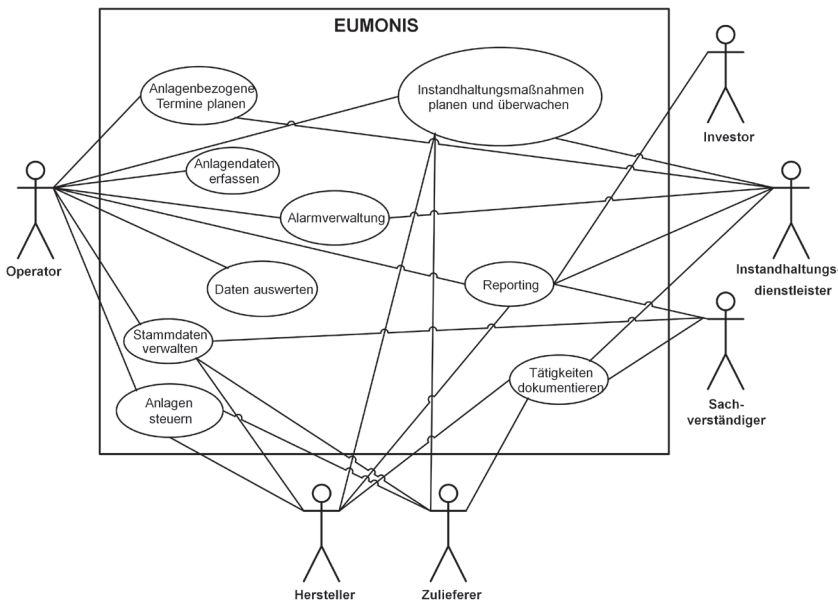 EUMONIS
Anlagenbezogene
Termine planen
Instandhaltungsmaßnahmen
planen und überwachen
Investor
Anlagendaten
erfassen
Alarmverwaltung
Operator
Instandhaltungs-
dienstleister
Daten auswerten
Reporting
Stammdaten
verwalten
Tätigkeiten
dokumentieren
Anlagen
steuern
Sach-
verständiger
Hersteller
Zulieferer